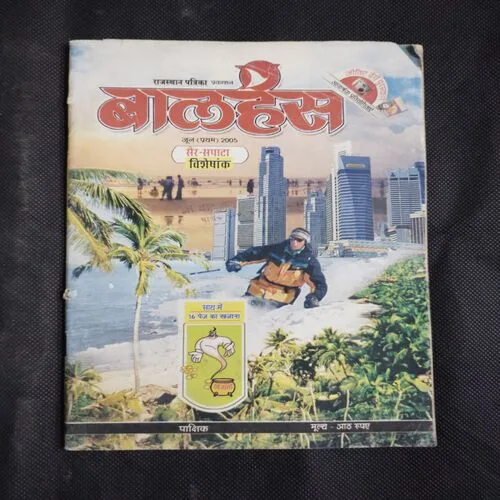 राजस्थान पत्रिका प्रकाशन
बालहंस
जून (प्रथम) 2005
सैर-सपाटा
विशेषांक
साथ में
16 पेज का खजाना
पाक्षिक
मूल्य - आठ रुपए